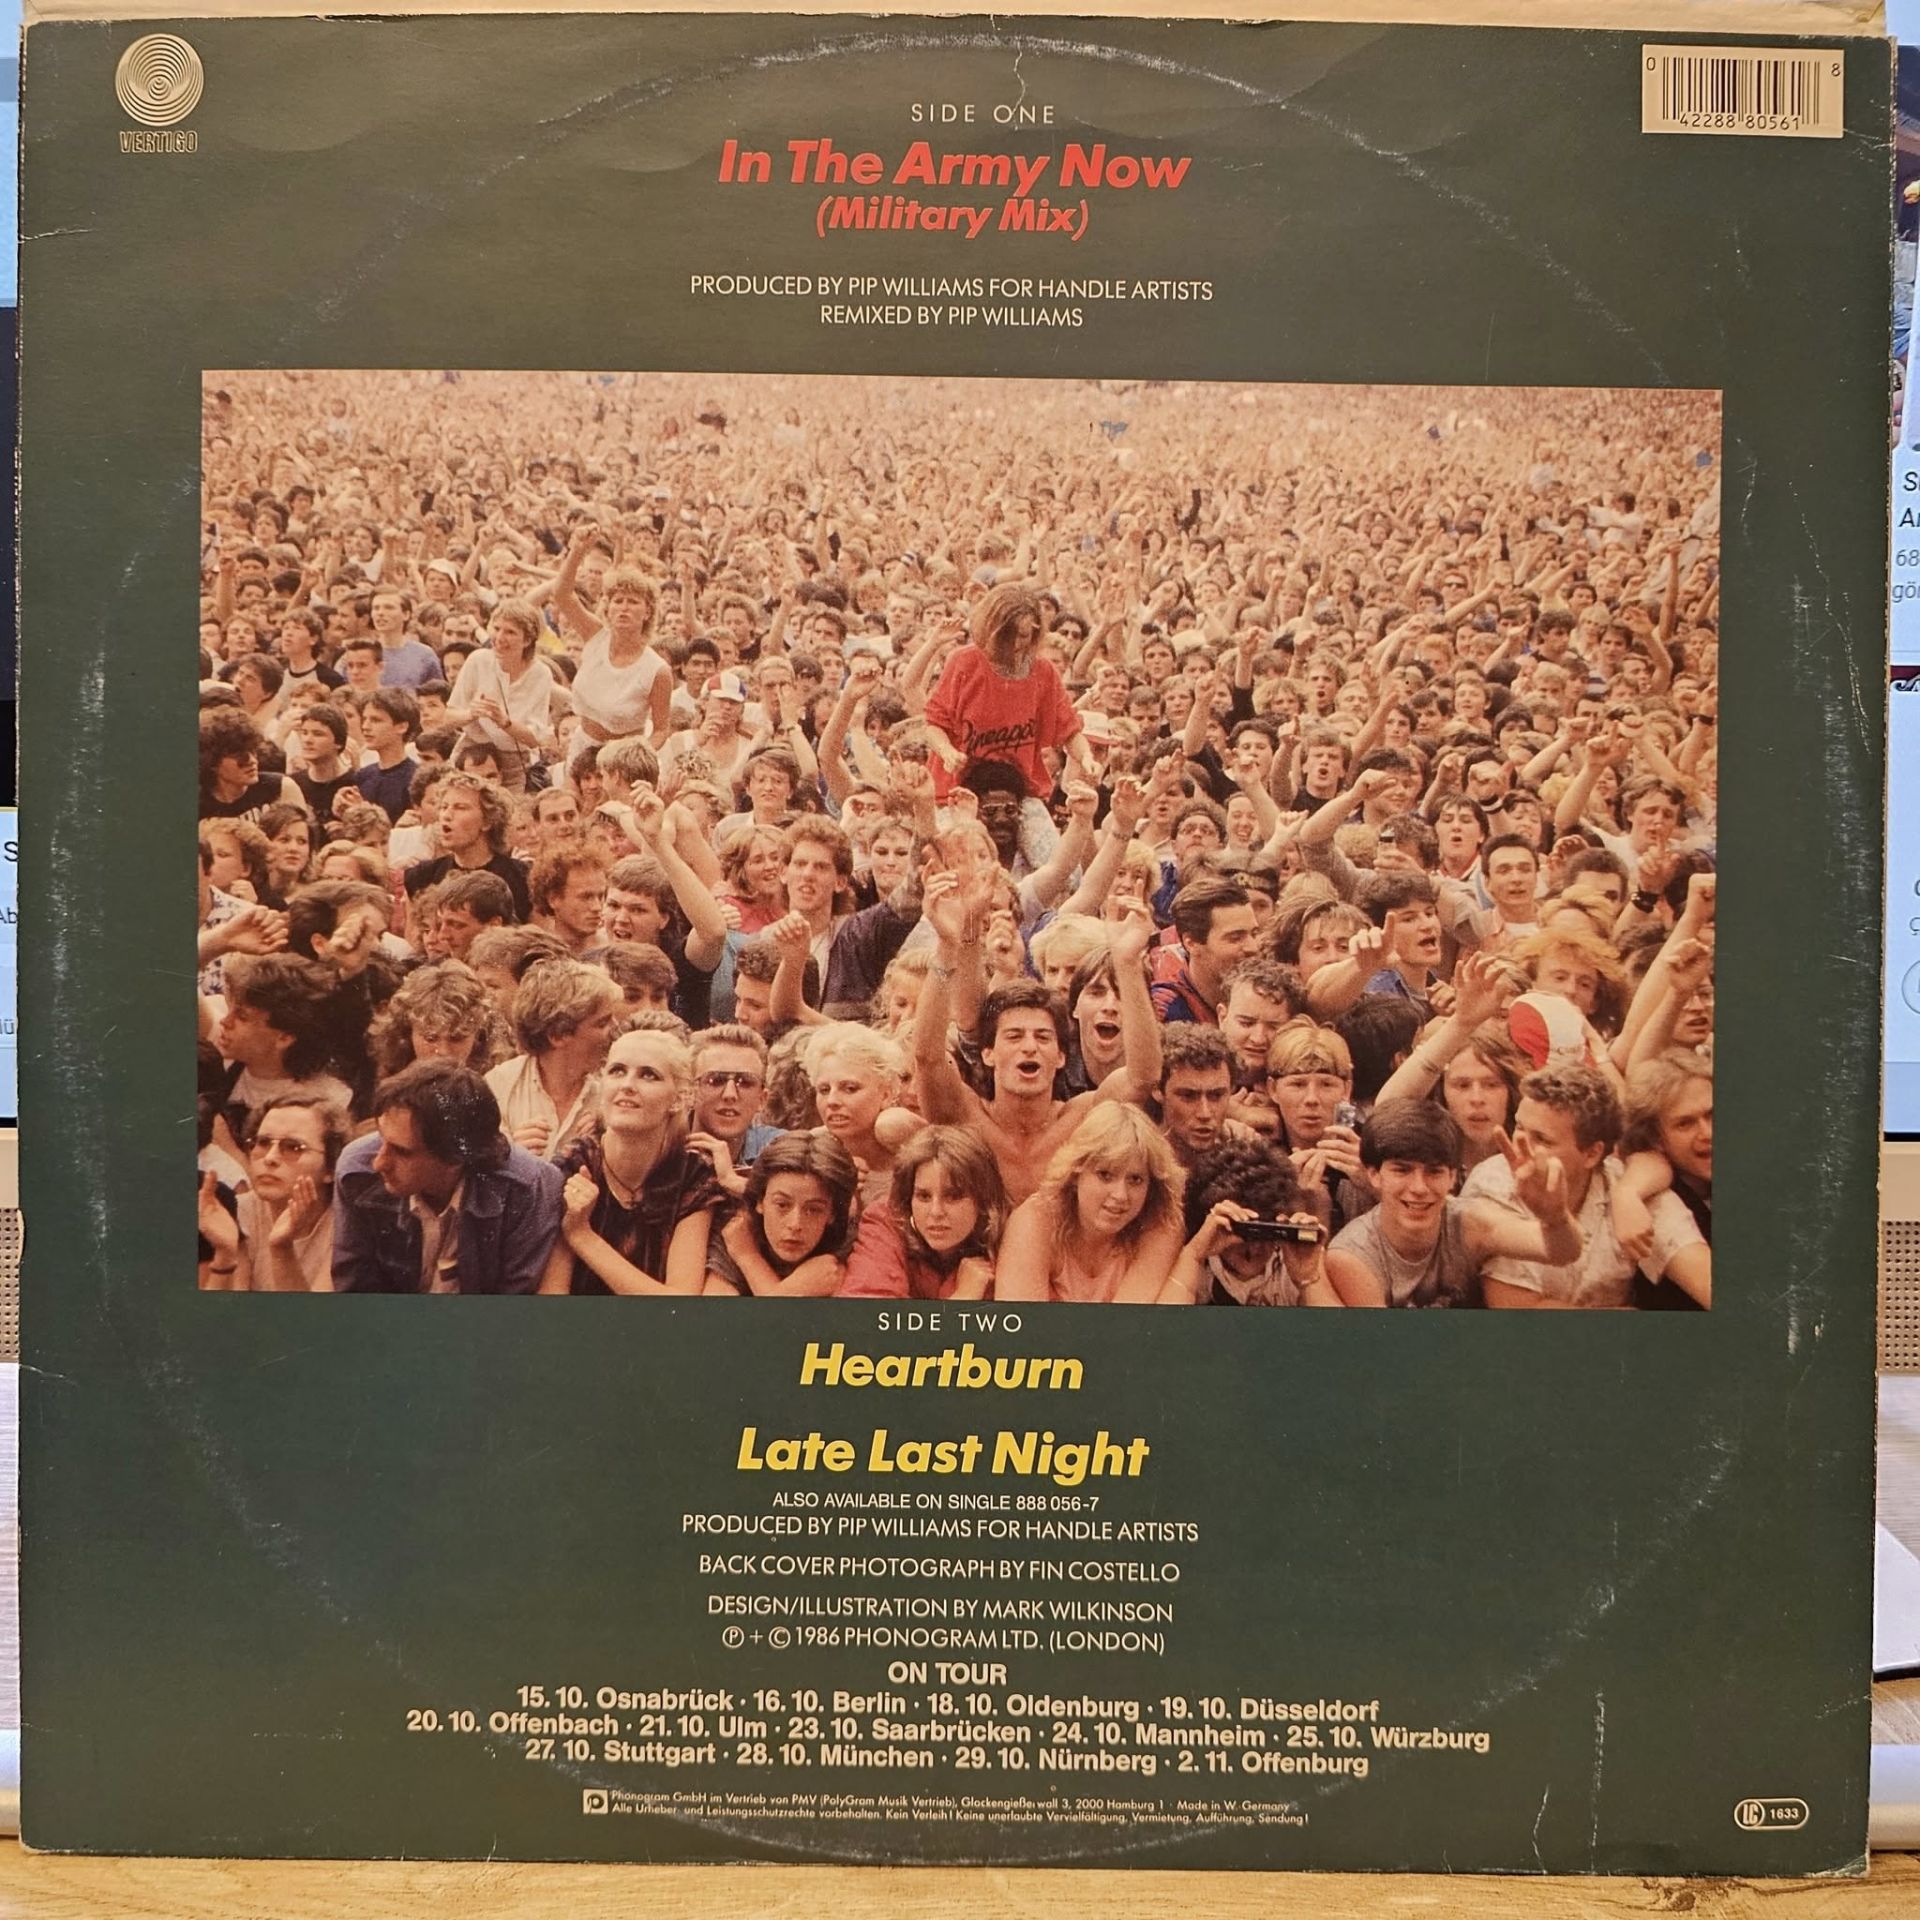 VERTIGO
0 42288 80561 8
SIDE ONE
In The Army Now
(Military Mix)
PRODUCED BY PIP WILLIAMS FOR HANDLE ARTISTS
REMIXED BY PIP WILLIAMS
Pineapple
SIDE TWO
Heartburn
Late Last Night
ALSO AVAILABLE ON SINGLE 888 056-7
PRODUCED BY PIP WILLIAMS FOR HANDLE ARTISTS
BACK COVER PHOTOGRAPH BY FIN COSTELLO
DESIGN/ILLUSTRATION BY MARK WILKINSON
℗ + © 1986 PHONOGRAM LTD. (LONDON)
ON TOUR
15. 10. Osnabrück · 16. 10. Berlin · 18. 10. Oldenburg · 19. 10. Düsseldorf
20. 10. Offenbach · 21. 10. Ulm · 23. 10. Saarbrücken · 24. 10. Mannheim · 25. 10. Würzburg
27. 10. Stuttgart · 28. 10. München · 29. 10. Nürnberg · 2. 11. Offenburg
Phonogram GmbH im Vertrieb von PMV (PolyGram Musik Vertrieb), Glockengießerwall 3, 2000 Hamburg 1 · Made in W.-Germany
Alle Urheber- und Leistungsschutzrechte vorbehalten. Kein Verleih! Keine unerlaubte Vervielfältigung, Vermietung, Aufführung, Sendung!
LC 1633